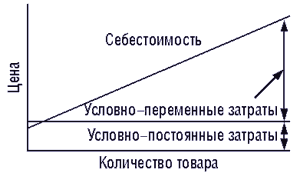 Себестоимость
Цена
Условно–переменные затраты
Условно–постоянные затраты
Количество товара